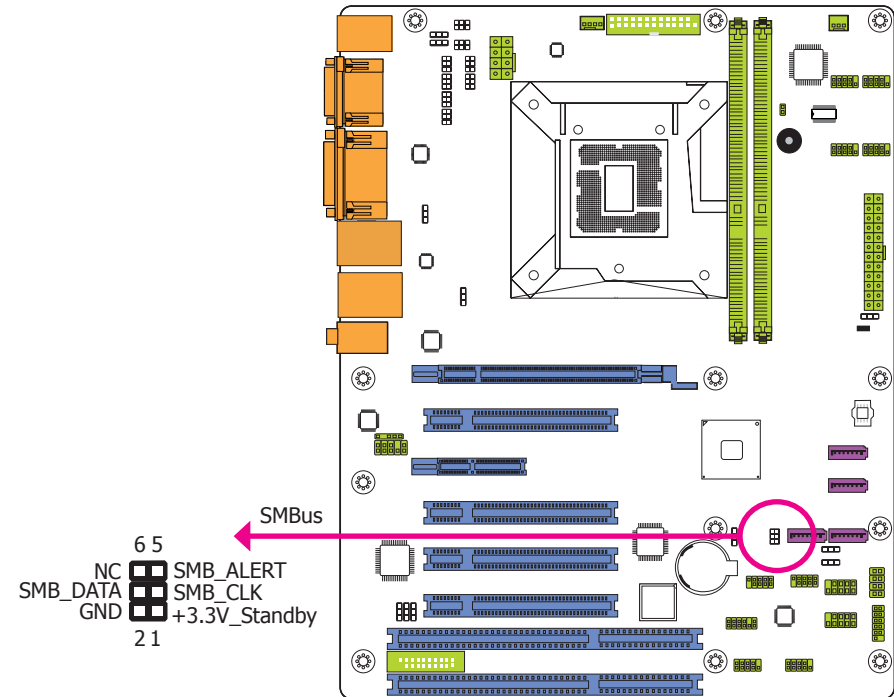 SMBus
6 5
NC SMB_ALERT
SMB_DATA SMB_CLK
GND +3.3V_Standby
2 1